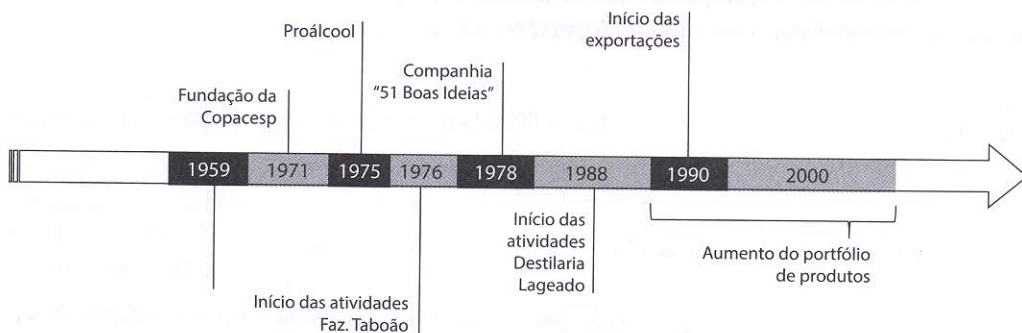 Proálcool
Início das
exportações
Companhia
“51 Boas Ideias”
Fundação da
Copacesp
1959
1971
1975
1976
1978
1988
1990
2000
Início das
atividades
Destilaria
Lageado
Aumento do portfólio
de produtos
Início das atividades
Faz. Taboão